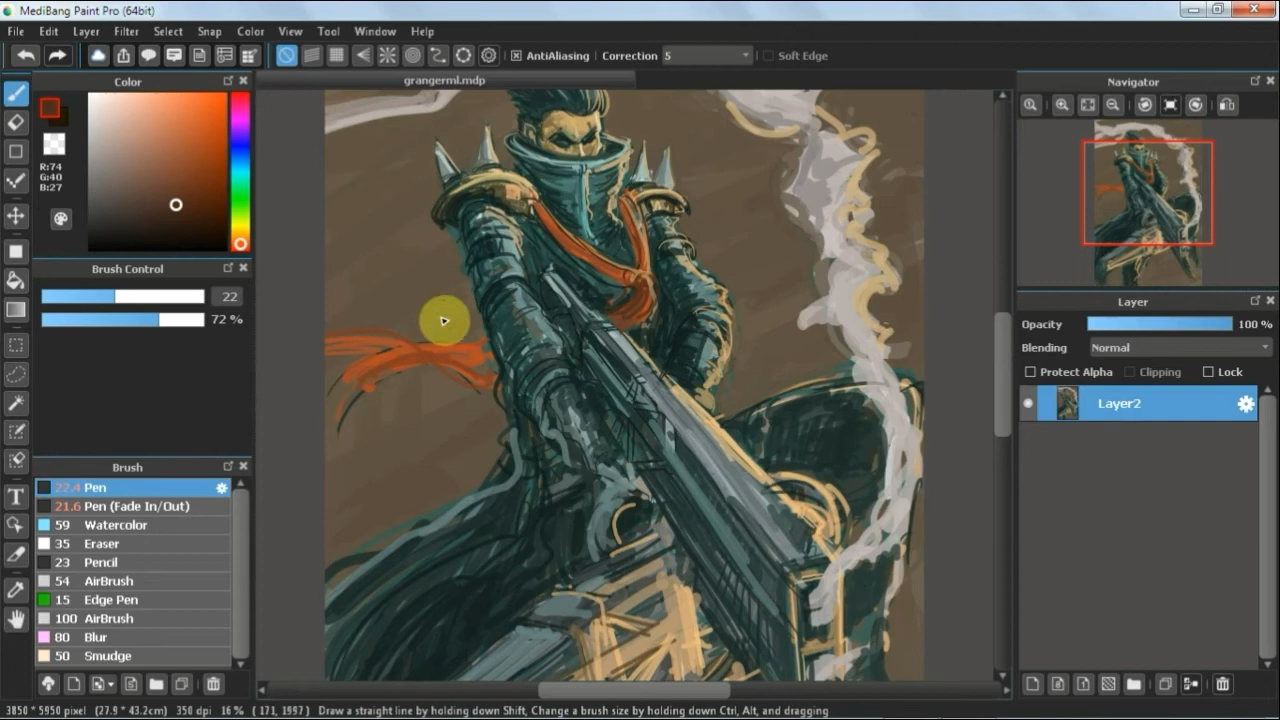 MediBang Paint Pro (64bit)
File Edit Layer Filter Select Snap Color View Tool Window Help
AntiAliasing Correction 5 Soft Edge
Color
grangerml.mdp
Navigator
R:74
G:40
B:27
Brush Control
22
72 %
Layer
Opacity 100 %
Blending Normal
Protect Alpha Clipping Lock
Layer2
Brush
22.4 Pen
21.6 Pen (Fade In/Out)
59 Watercolor
35 Eraser
23 Pencil
54 AirBrush
15 Edge Pen
100 AirBrush
80 Blur
50 Smudge
T
3850 * 5950 pixel (27.9 * 43.2cm) 350 dpi 16 % ( 171, 1997 ) Draw a straight line by holding down Shift, Change a brush size by holding down Ctrl, Alt, and dragging